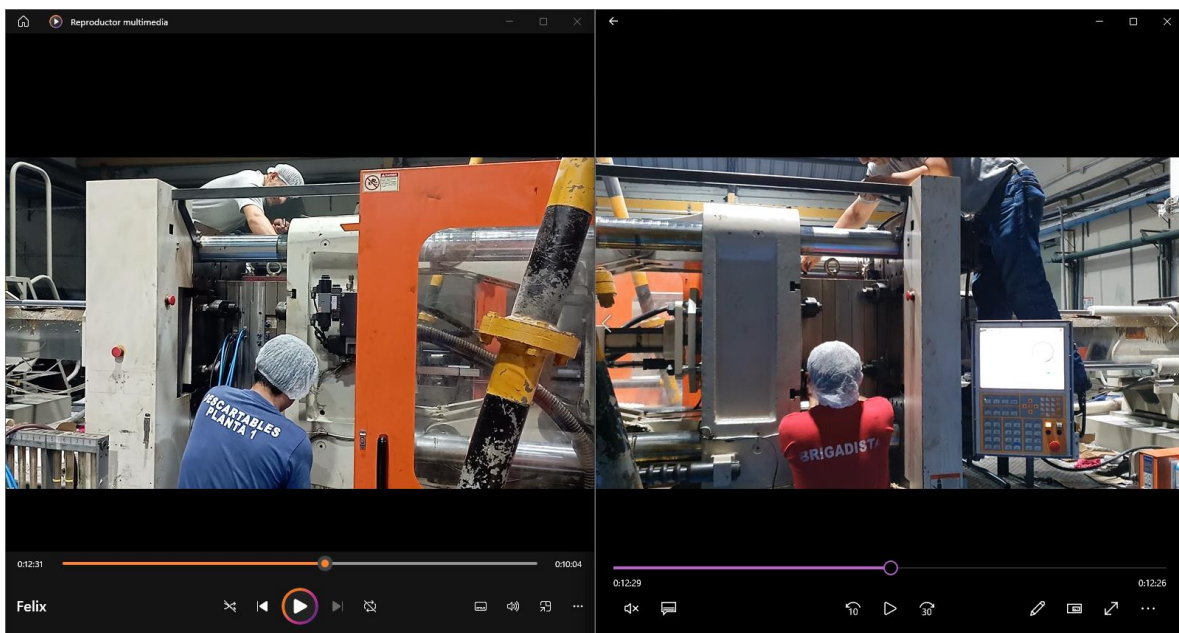 Reproductor multimedia
DESCARTABLES
PLANTA 1
0:12:31
0:10:04
Felix
BRIGADISTA
0:12:29
0:12:26
10
30